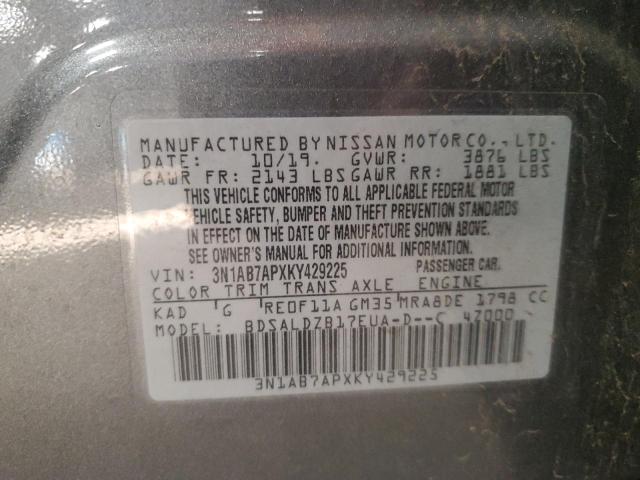 MANUFACTURED BY NISSAN MOTOR CO., LTD.
DATE: 10/19. GVWR: 3876 LBS
GAWR FR: 2143 LBS GAWR RR: 1881 LBS
THIS VEHICLE CONFORMS TO ALL APPLICABLE FEDERAL MOTOR
VEHICLE SAFETY, BUMPER AND THEFT PREVENTION STANDARDS
IN EFFECT ON THE DATE OF MANUFACTURE SHOWN ABOVE.
SEE OWNER'S MANUAL FOR ADDITIONAL INFORMATION.
VIN: 3N1AB7APXKY429225 PASSENGER CAR.
COLOR TRIM TRANS AXLE ENGINE
KAD G RE0F11A GM35 MRA8DE 1798 CC
MODEL: BDSALDZB17EUA-D--C 4Z000
3N1AB7APXKY429225